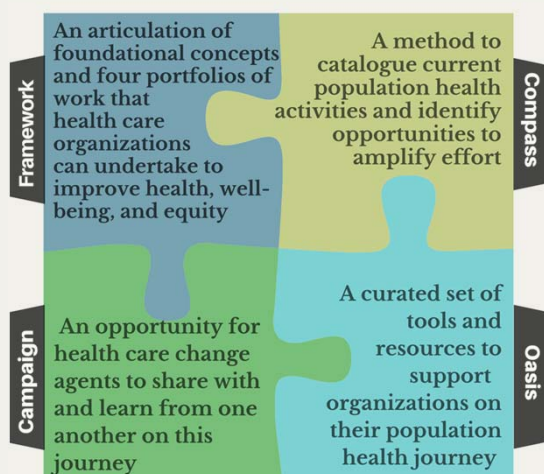 Framework
An articulation of
foundational concepts
and four portfolios of
work that
health care
organizations
can undertake to
improve health, well-
being, and equity
Compass
A method to
catalogue current
population health
activities and identify
opportunities to
amplify effort
Campaign
An opportunity for
health care change
agents to share with
and learn from one
another on this
journey
Oasis
A curated set of
tools and
resources to
support
organizations on
their population
health journey